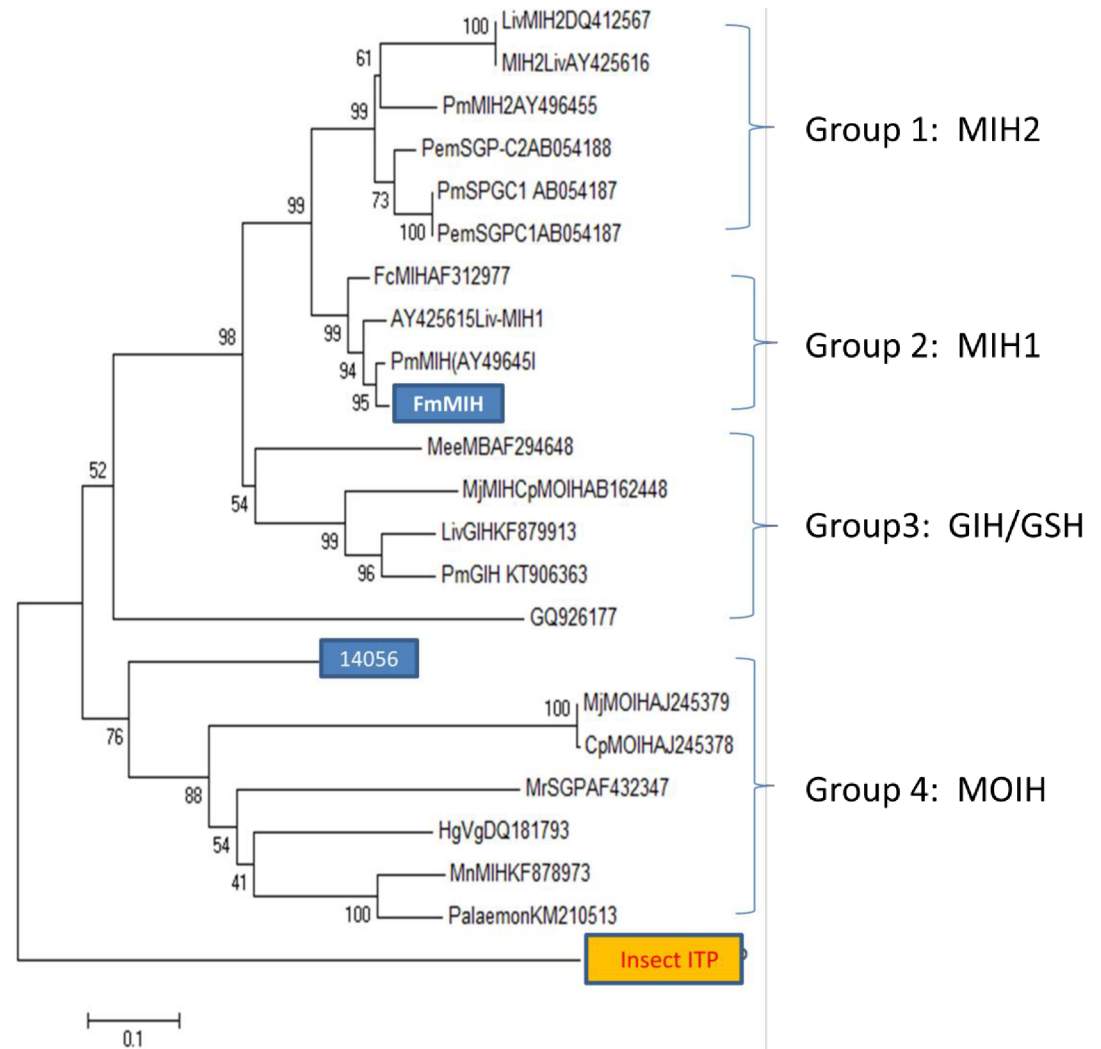 100
LivMIH2DQ412567
MIH2LivAY425616
61
PmMIH2AY496455
99
PemSGP-C2AB054188
PmSPGC1 AB054187
73
100
PemSGPC1AB054187
Group 1: MIH2
99
FcMIHAF312977
AY425615Liv-MIH1
99
PmMIH(AY49645I
94
95
FmMIH
Group 2: MIH1
98
MeeMBAF294648
52
MjMIHCpMOIHAB162448
54
LivGIHKF879913
99
PmGIH KT906363
96
GQ926177
Group3: GIH/GSH
14056
100
MjMOIHAJ245379
76
CpMOIHAJ245378
MrSGPAF432347
88
HgVgDQ181793
54
MnMIHKF878973
41
100
PalaemonKM210513
Group 4: MOIH
Insect ITP
0.1